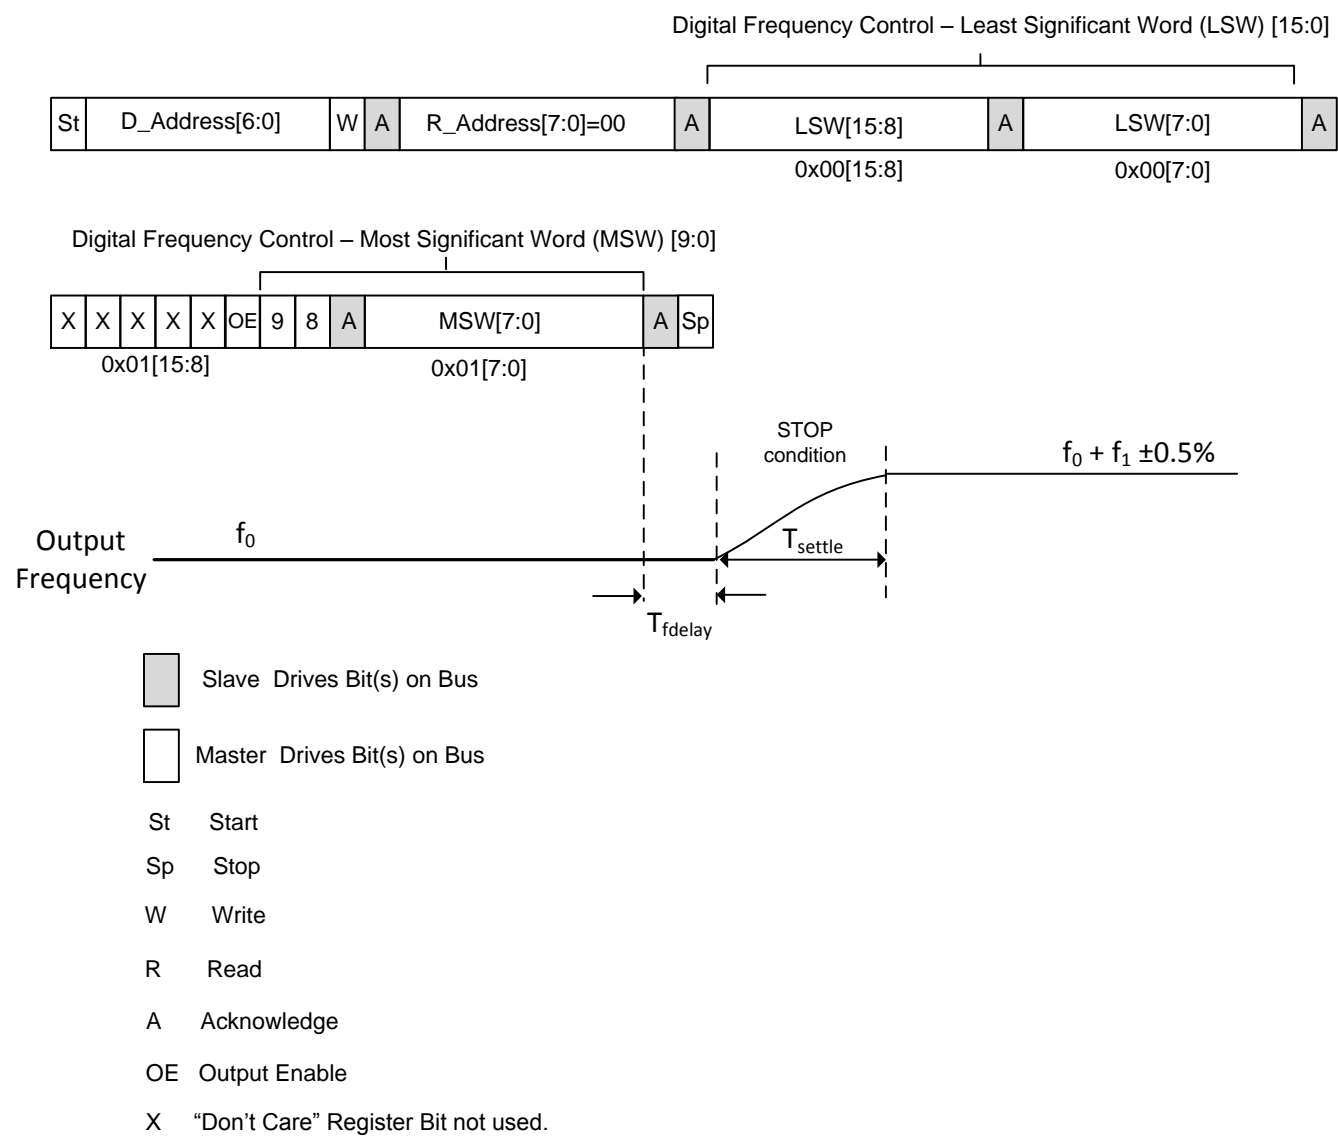 Digital Frequency Control – Least Significant Word (LSW) [15:0]
St D_Address[6:0] W A R_Address[7:0]=00 A LSW[15:8] A LSW[7:0] A
0x00[15:8] 0x00[7:0]
Digital Frequency Control – Most Significant Word (MSW) [9:0]
X X X X X OE 9 8 A MSW[7:0] A Sp
0x01[15:8] 0x01[7:0]
STOP
condition
f0 + f1 ±0.5%
Output
Frequency
f0
Tsettle
Tfdelay
Slave Drives Bit(s) on Bus
Master Drives Bit(s) on Bus
St Start
Sp Stop
W Write
R Read
A Acknowledge
OE Output Enable
X “Don’t Care” Register Bit not used.